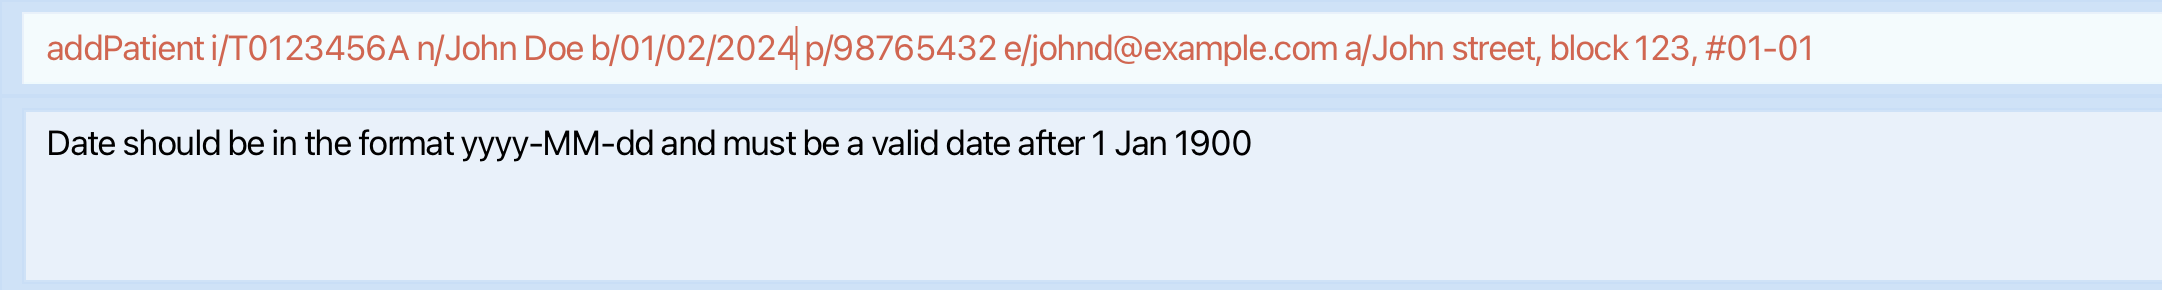 addPatient i/T0123456A n/John Doe b/01/02/2024 p/98765432 e/johnd@example.com a/John street, block 123, #01-01
Date should be in the format yyyy-MM-dd and must be a valid date after 1 Jan 1900